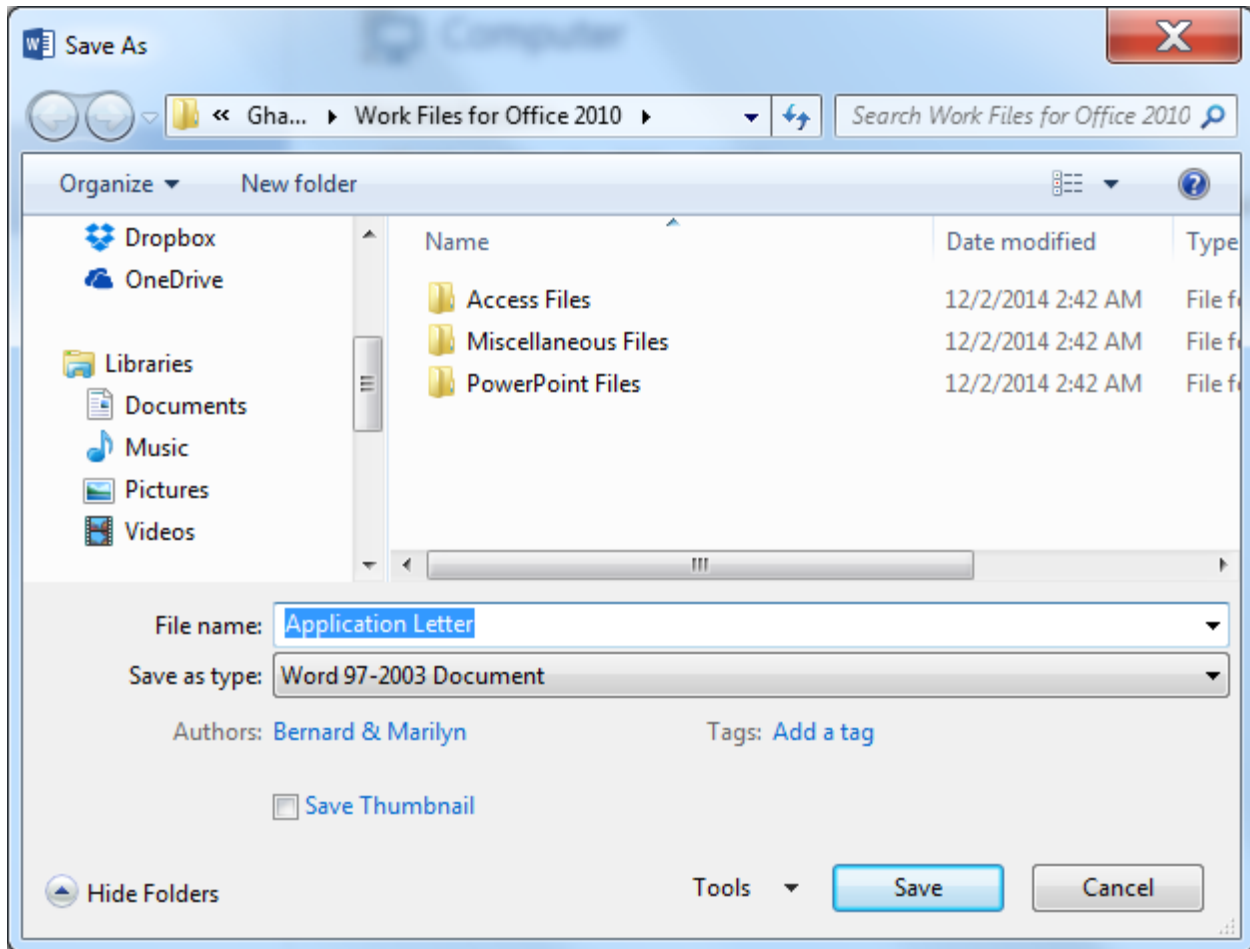 Computer
Save As
« Gha... Work Files for Office 2010
Search Work Files for Office 2010
Organize New folder
Name Date modified Type
Dropbox
OneDrive
Libraries
Documents
Music
Pictures
Videos
Access Files 12/2/2014 2:42 AM File f
Miscellaneous Files 12/2/2014 2:42 AM File f
PowerPoint Files 12/2/2014 2:42 AM File f
File name: Application Letter
Save as type: Word 97-2003 Document
Authors: Bernard & Marilyn Tags: Add a tag
Save Thumbnail
Hide Folders Tools Save Cancel